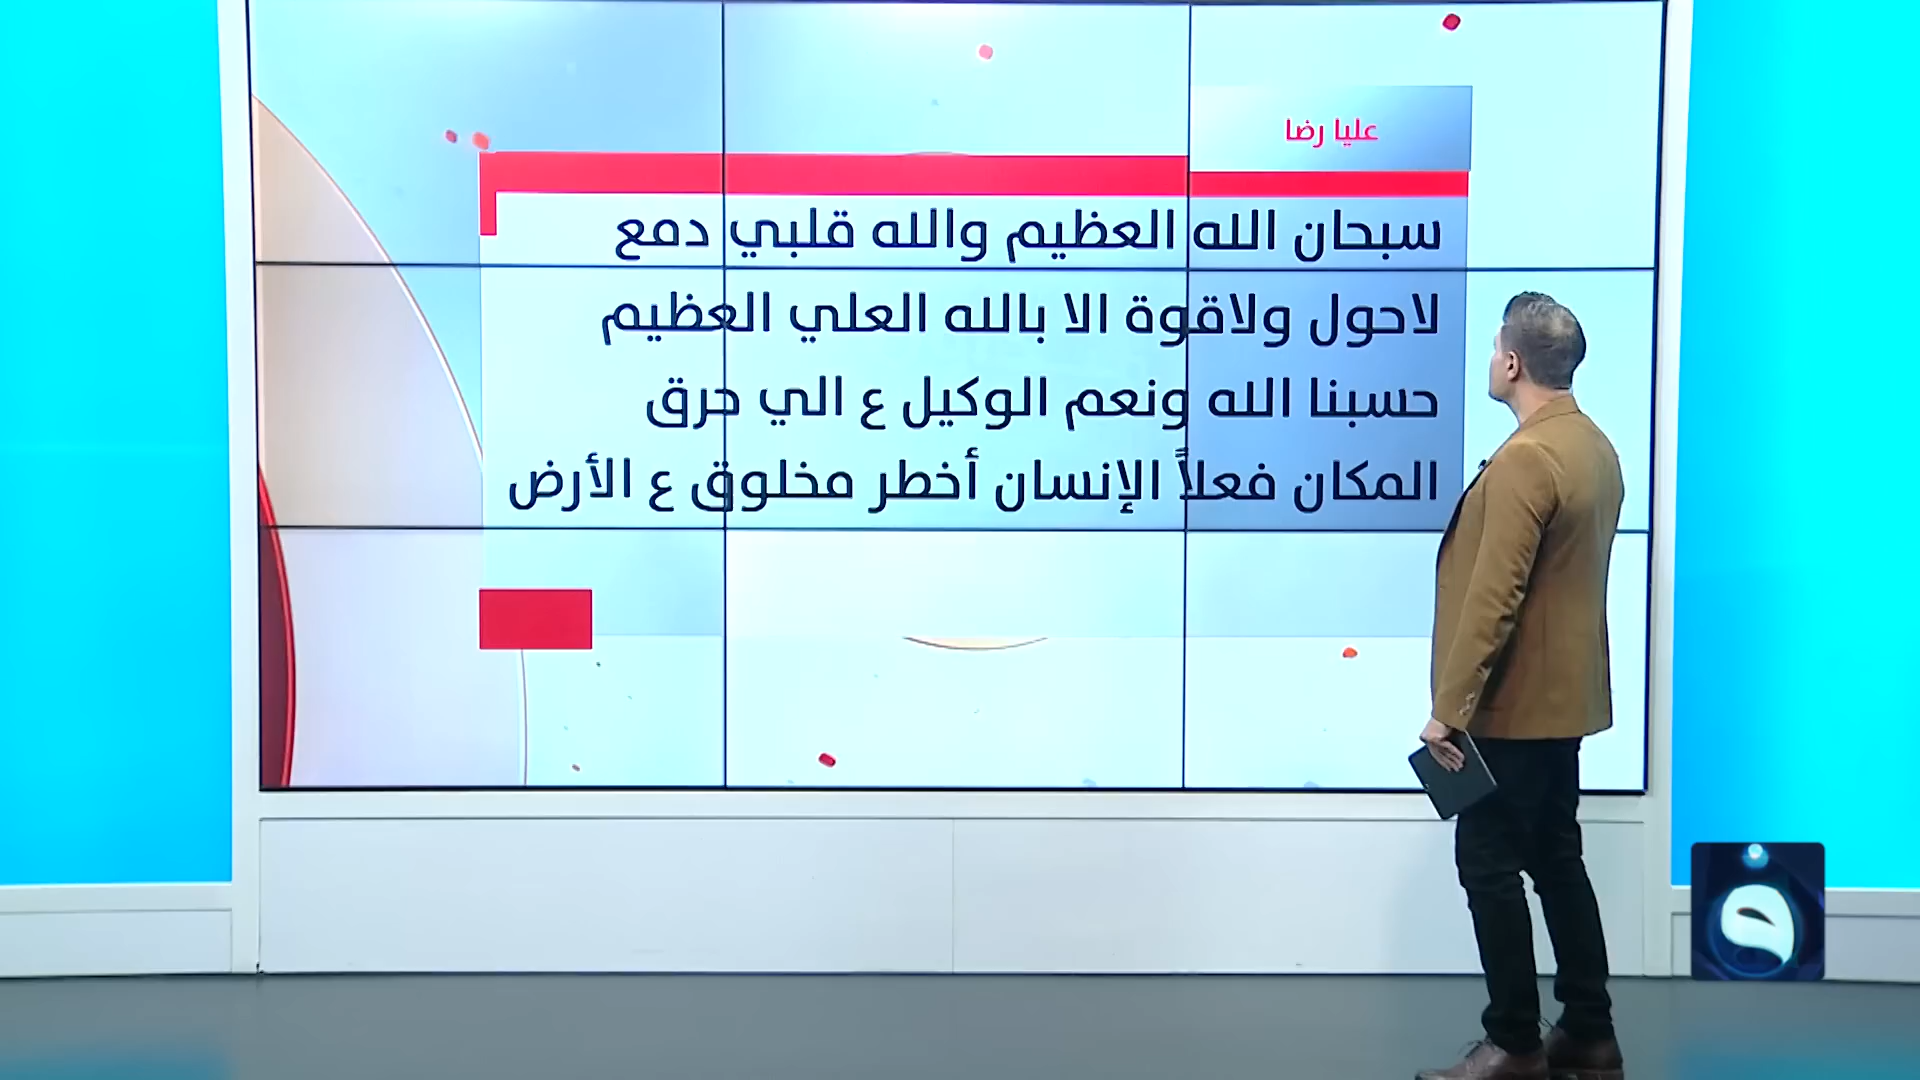 عليا رضا
سبحان الله العظيم والله قلبي دمع
لاحول ولاقوة الا بالله العلي العظيم
حسبنا الله ونعم الوكيل ع الي حرق
المكان فعلاً الإنسان أخطر مخلوق ع الأرض